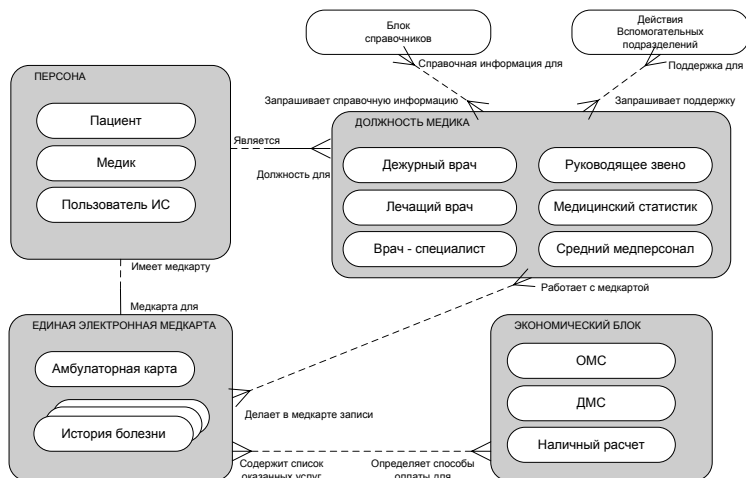 Блок
справочников
Действия
Вспомогательных
подразделений
Справочная информация для
Поддержка для
ПЕРСОНА
Запрашивает справочную информацию
Запрашивает поддержку
Пациент
Медик
Пользователь ИС
Является
Должность для
ДОЛЖНОСТЬ МЕДИКА
Дежурный врач
Руководящее звено
Лечащий врач
Медицинский статистик
Врач - специалист
Средний медперсонал
Имеет медкарту
Медкарта для
Работает с медкартой
ЕДИНАЯ ЭЛЕКТРОННАЯ МЕДКАРТА
Амбулаторная карта
История болезни
Делает в медкарте записи
ЭКОНОМИЧЕСКИЙ БЛОК
ОМС
ДМС
Наличный расчет
Содержит список
оказанных услуг
Определяет способы
оплаты для